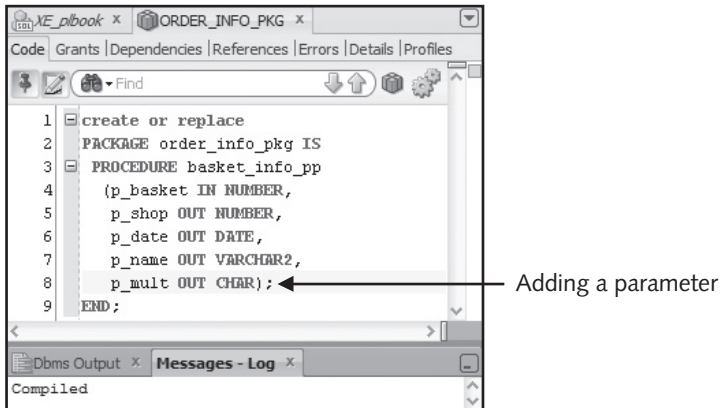 XE_plbook x ORDER_INFO_PKG x
Code Grants Dependencies References Errors Details Profiles
Find
1 create or replace
2 PACKAGE order_info_pkg IS
3 PROCEDURE basket_info_pp
4 (p_basket IN NUMBER,
5 p_shop OUT NUMBER,
6 p_date OUT DATE,
7 p_name OUT VARCHAR2,
8 p_mult OUT CHAR);
Adding a parameter
9 END;
Dbms Output x Messages - Log x
Compiled